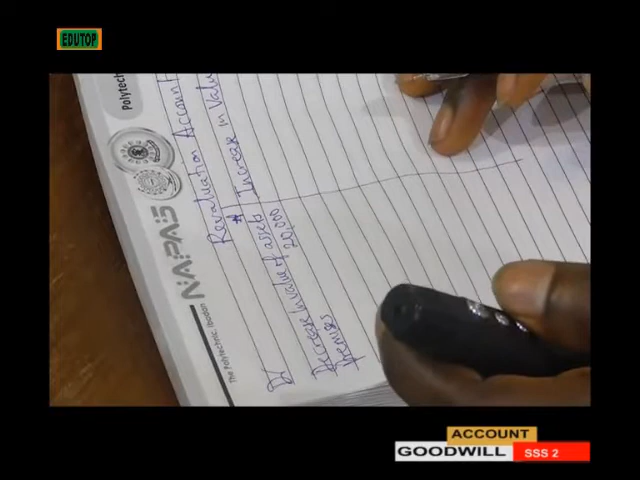 EDUTOP
Polytech
NAPAS
The Polytechnic, Ibadan
Revaluation Account
Dr
Decrease in value of assets
Increase in Valu
Premises 20,000
ACCOUNT
GOODWILL
SSS 2